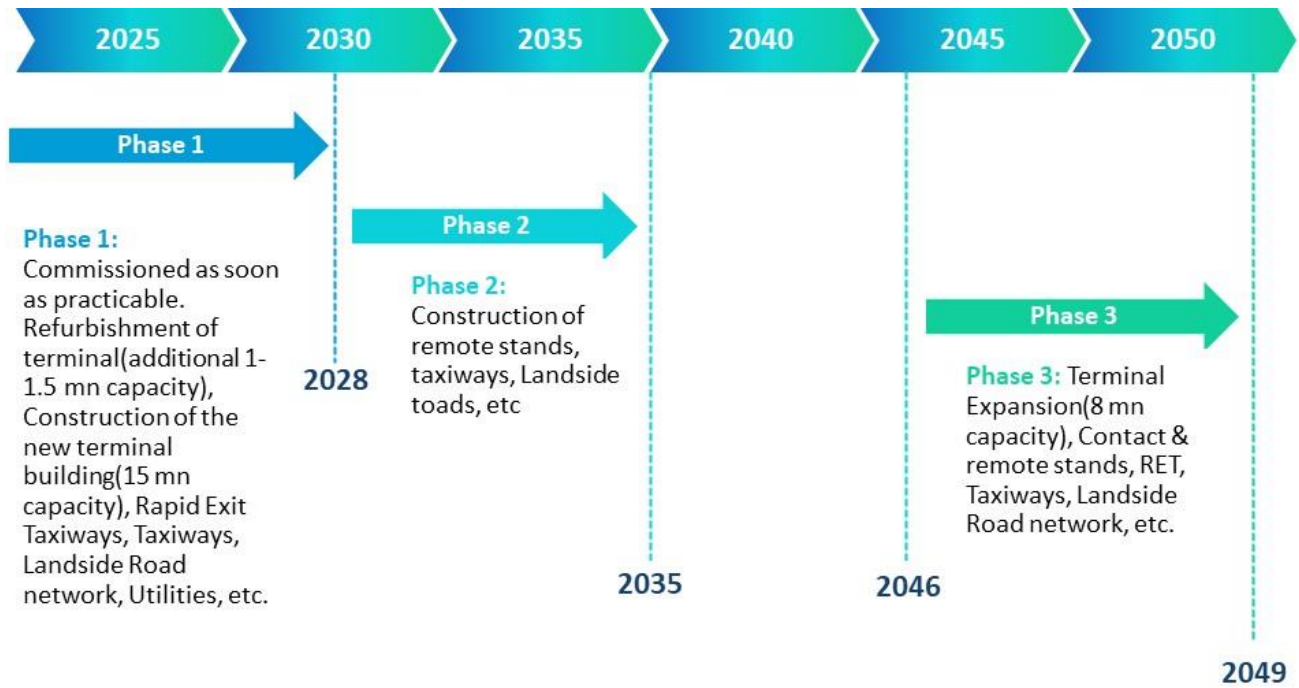 2025
2030
2035
2040
2045
2050
Phase 1
Phase 2
Phase 3
Phase 1:
Commissioned as soon
as practicable.
Refurbishment of
terminal(additional 1-
1.5 mn capacity),
Construction of the
new terminal
building(15 mn
capacity), Rapid Exit
Taxiways, Taxiways,
Landside Road
network, Utilities, etc.
2028
Phase 2:
Construction of
remote stands,
taxiways, Landside
toads, etc
2035
2046
Phase 3: Terminal
Expansion(8 mn
capacity), Contact &
remote stands, RET,
Taxiways, Landside
Road network, etc.
2049